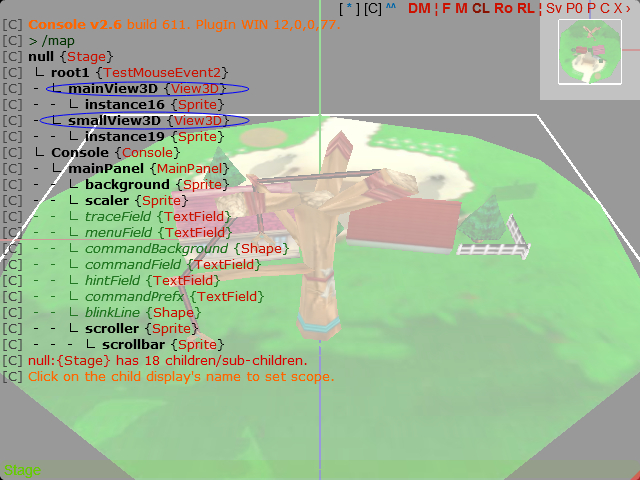 [ * ] [C] ^^ DM ¦ F M CL Ro RL ¦ Sv P0 P C X ›
[C] Console v2.6 build 611. PlugIn WIN 12,0,0,77.
[C] > /map
[C] null {Stage}
[C] ∟ root1 {TestMouseEvent2}
[C] - ∟ mainView3D {View3D}
[C] - - ∟ instance16 {Sprite}
[C] - ∟ smallView3D {View3D}
[C] - - ∟ instance19 {Sprite}
[C] ∟ Console {Console}
[C] - ∟ mainPanel {MainPanel}
[C] - - ∟ background {Sprite}
[C] - - ∟ scaler {Sprite}
[C] - - ∟ traceField {TextField}
[C] - - ∟ menuField {TextField}
[C] - - ∟ commandBackground {Shape}
[C] - - ∟ commandField {TextField}
[C] - - ∟ hintField {TextField}
[C] - - ∟ commandPrefx {TextField}
[C] - - ∟ blinkLine {Shape}
[C] - - ∟ scroller {Sprite}
[C] - - - ∟ scrollbar {Sprite}
[C] null:{Stage} has 18 children/sub-children.
[C] Click on the child display's name to set scope.
Stage